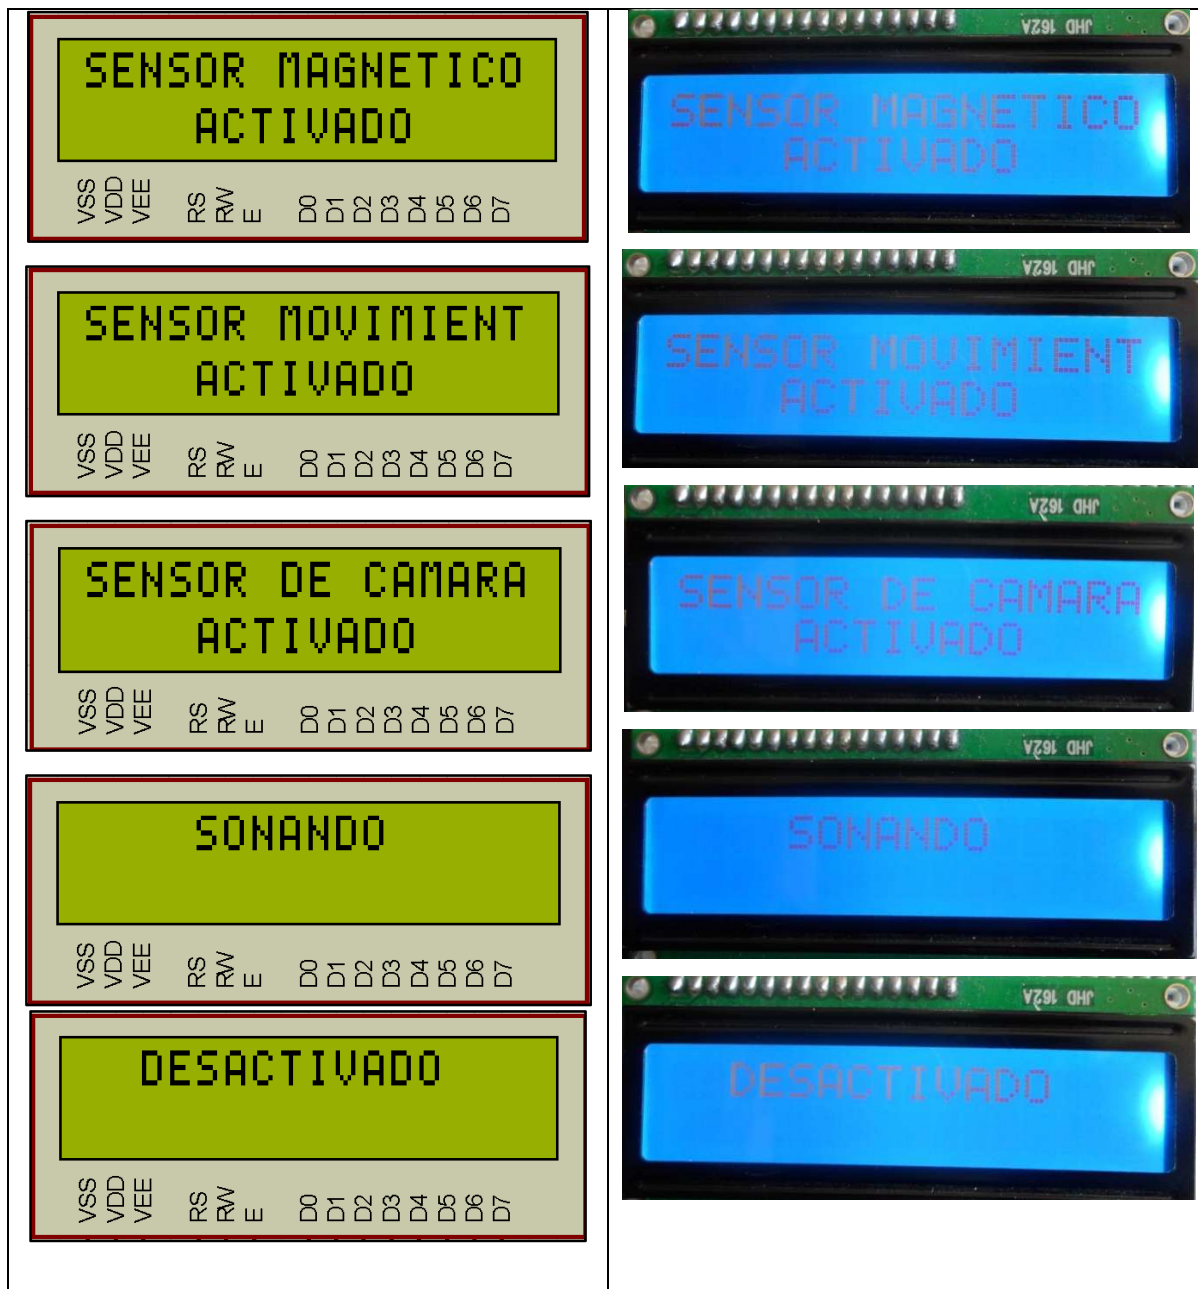 SENSOR MAGNETICO
ACTIVADO
VSS VDD VEE RS RW E D0 D1 D2 D3 D4 D5 D6 D7
JHD 162A
SENSOR MAGNETICO
ACTIVADO
SENSOR MOVIMIENT
ACTIVADO
VSS VDD VEE RS RW E D0 D1 D2 D3 D4 D5 D6 D7
JHD 162A
SENSOR MOVIMIENT
ACTIVADO
SENSOR DE CAMARA
ACTIVADO
VSS VDD VEE RS RW E D0 D1 D2 D3 D4 D5 D6 D7
JHD 162A
SENSOR DE CAMARA
ACTIVADO
SONANDO
VSS VDD VEE RS RW E D0 D1 D2 D3 D4 D5 D6 D7
JHD 162A
SONANDO
DESACTIVADO
VSS VDD VEE RS RW E D0 D1 D2 D3 D4 D5 D6 D7
JHD 162A
DESACTIVADO